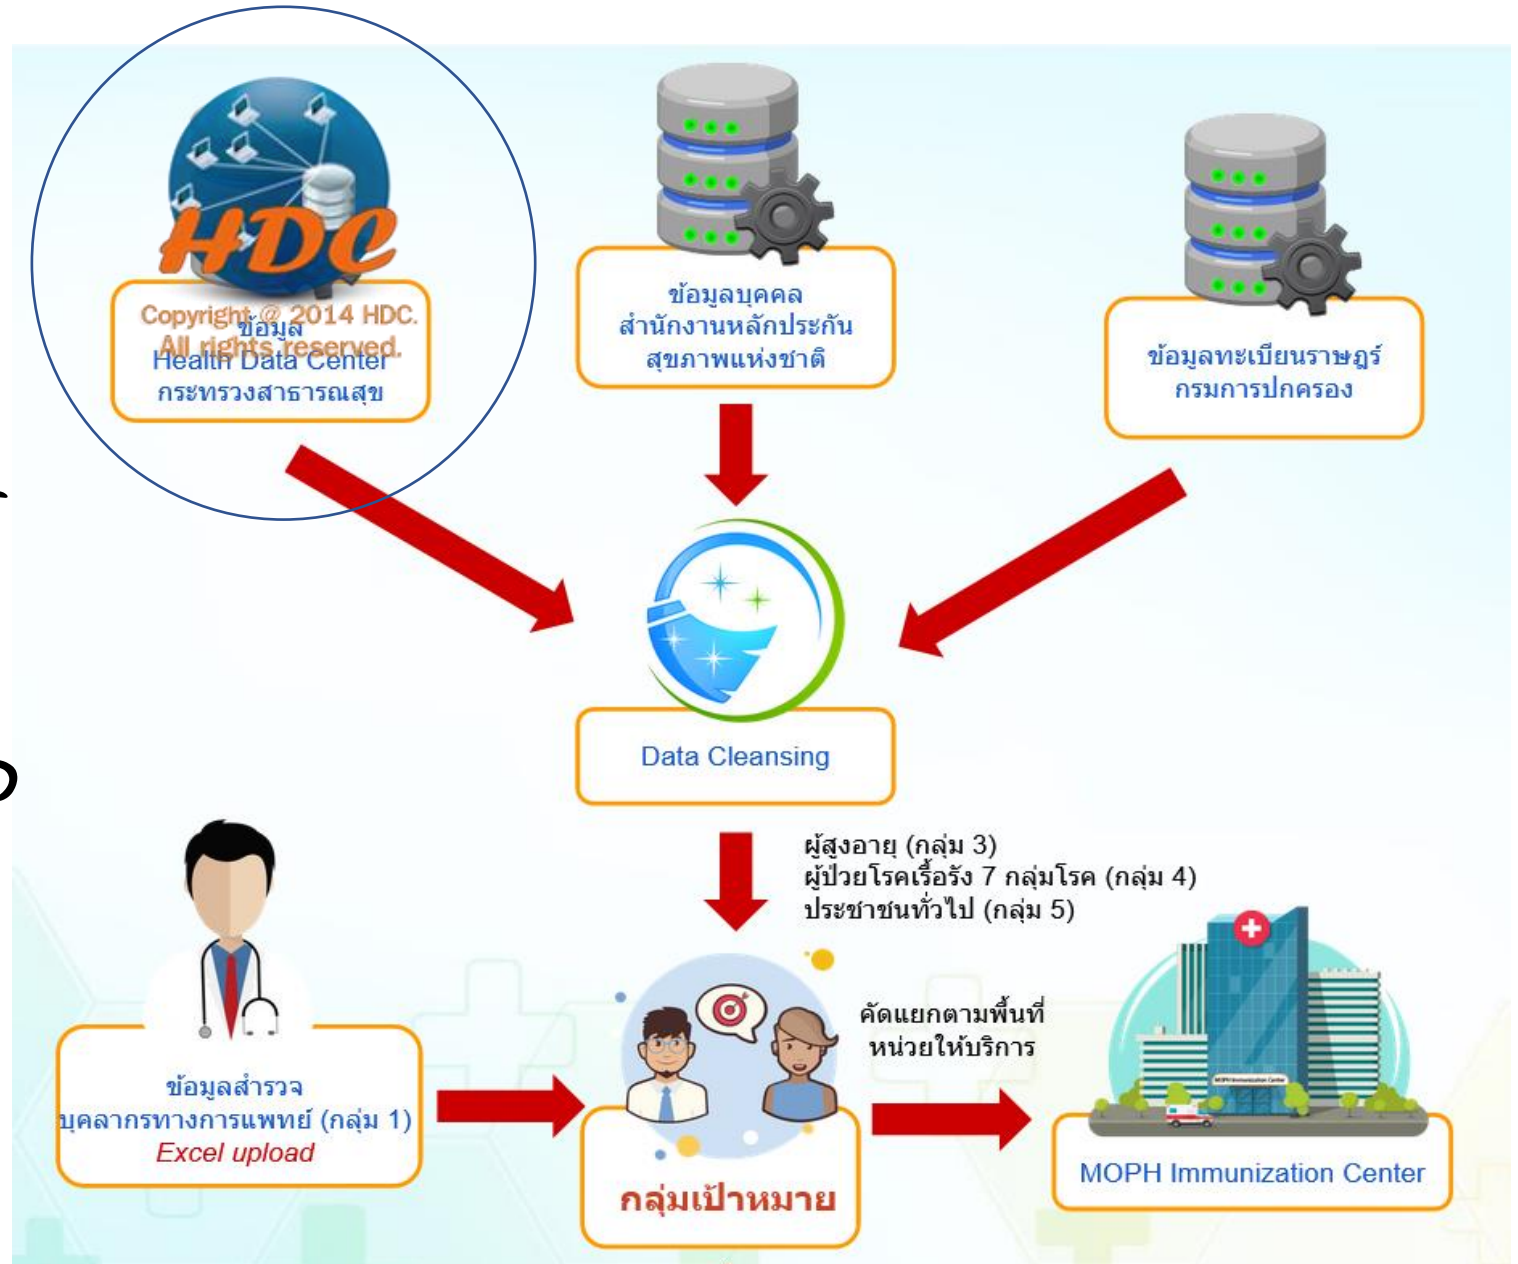 HDC
Copyright @ 2014 HDC.
All rights reserved.
ข้อมูล
Health Data Center
กระทรวงสาธารณสุข
ข้อมูลบุคคล
สำนักงานหลักประกัน
สุขภาพแห่งชาติ
ข้อมูลทะเบียนราษฎร์
กรมการปกครอง
Data Cleansing
ผู้สูงอายุ (กลุ่ม 3)
ผู้ป่วยโรคเรื้อรัง 7 กลุ่มโรค (กลุ่ม 4)
ประชาชนทั่วไป (กลุ่ม 5)
ข้อมูลสำรวจ
บุคลากรทางการแพทย์ (กลุ่ม 1)
Excel upload
กลุ่มเป้าหมาย
คัดแยกตามพื้นที่
หน่วยให้บริการ
MOPH Immunization Center
MOPH Immunization Center